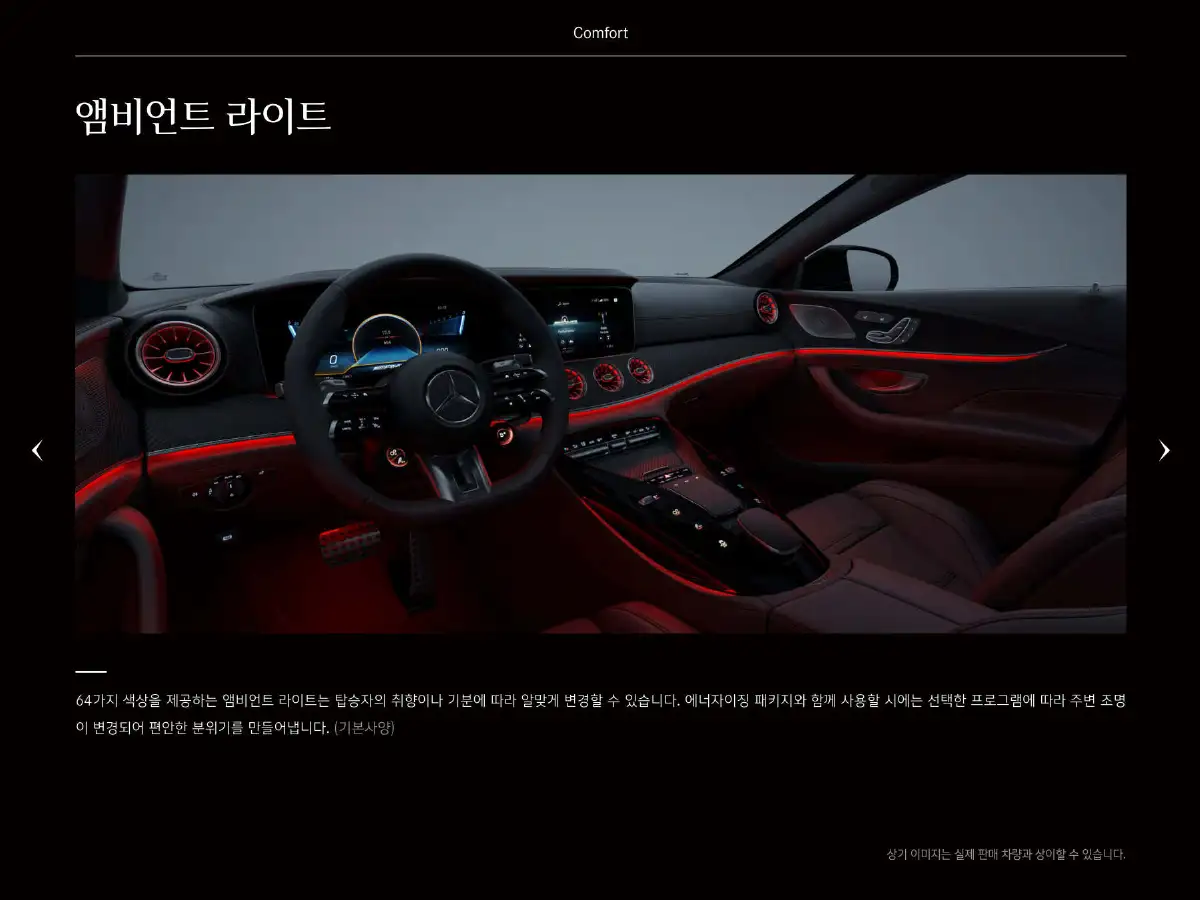 Comfort
앰비언트 라이트
64가지 색상을 제공하는 앰비언트 라이트는 탑승자의 취향이나 기분에 따라 알맞게 변경할 수 있습니다. 에너자이징 패키지와 함께 사용할 시에는 선택한 프로그램에 따라 주변 조명
이 변경되어 편안한 분위기를 만들어냅니다. (기본사양)
상기 이미지는 실제 판매 차량과 상이할 수 있습니다.